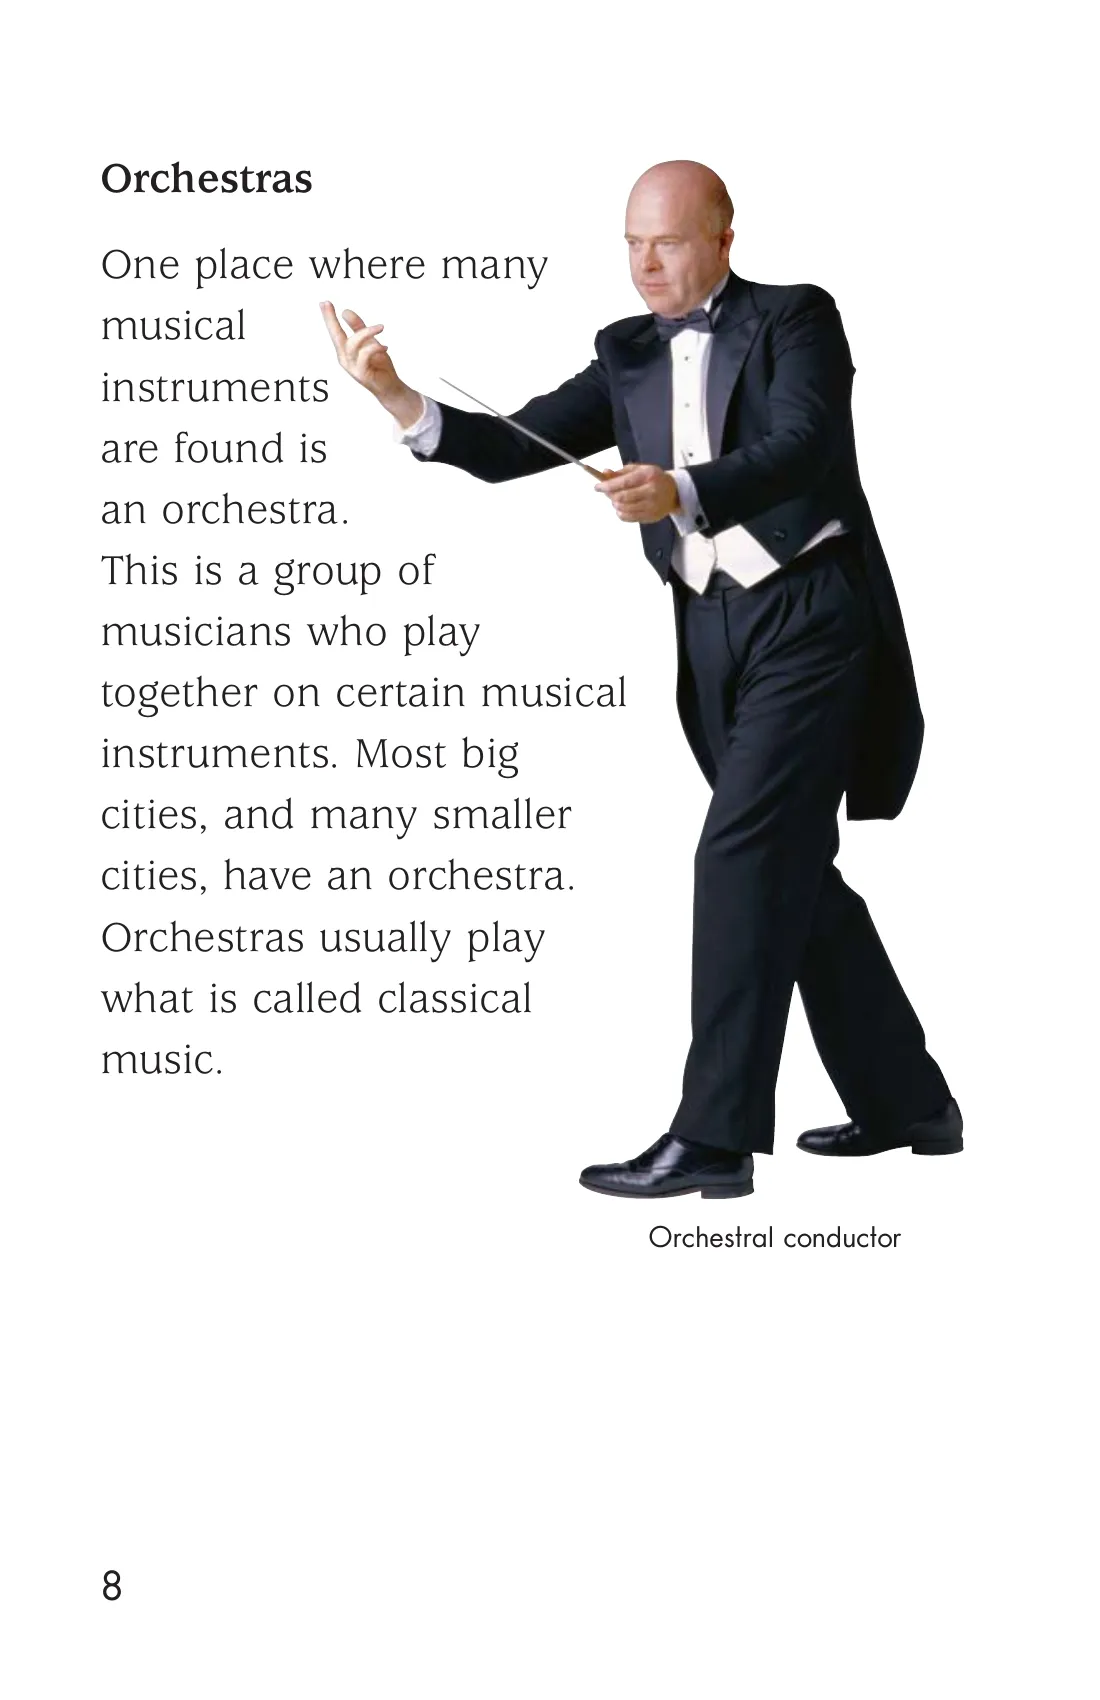 Orchestras
One place where many
musical
instruments
are found is
an orchestra.
This is a group of
musicians who play
together on certain musical
instruments. Most big
cities, and many smaller
cities, have an orchestra.
Orchestras usually play
what is called classical
music.
Orchestral conductor
8